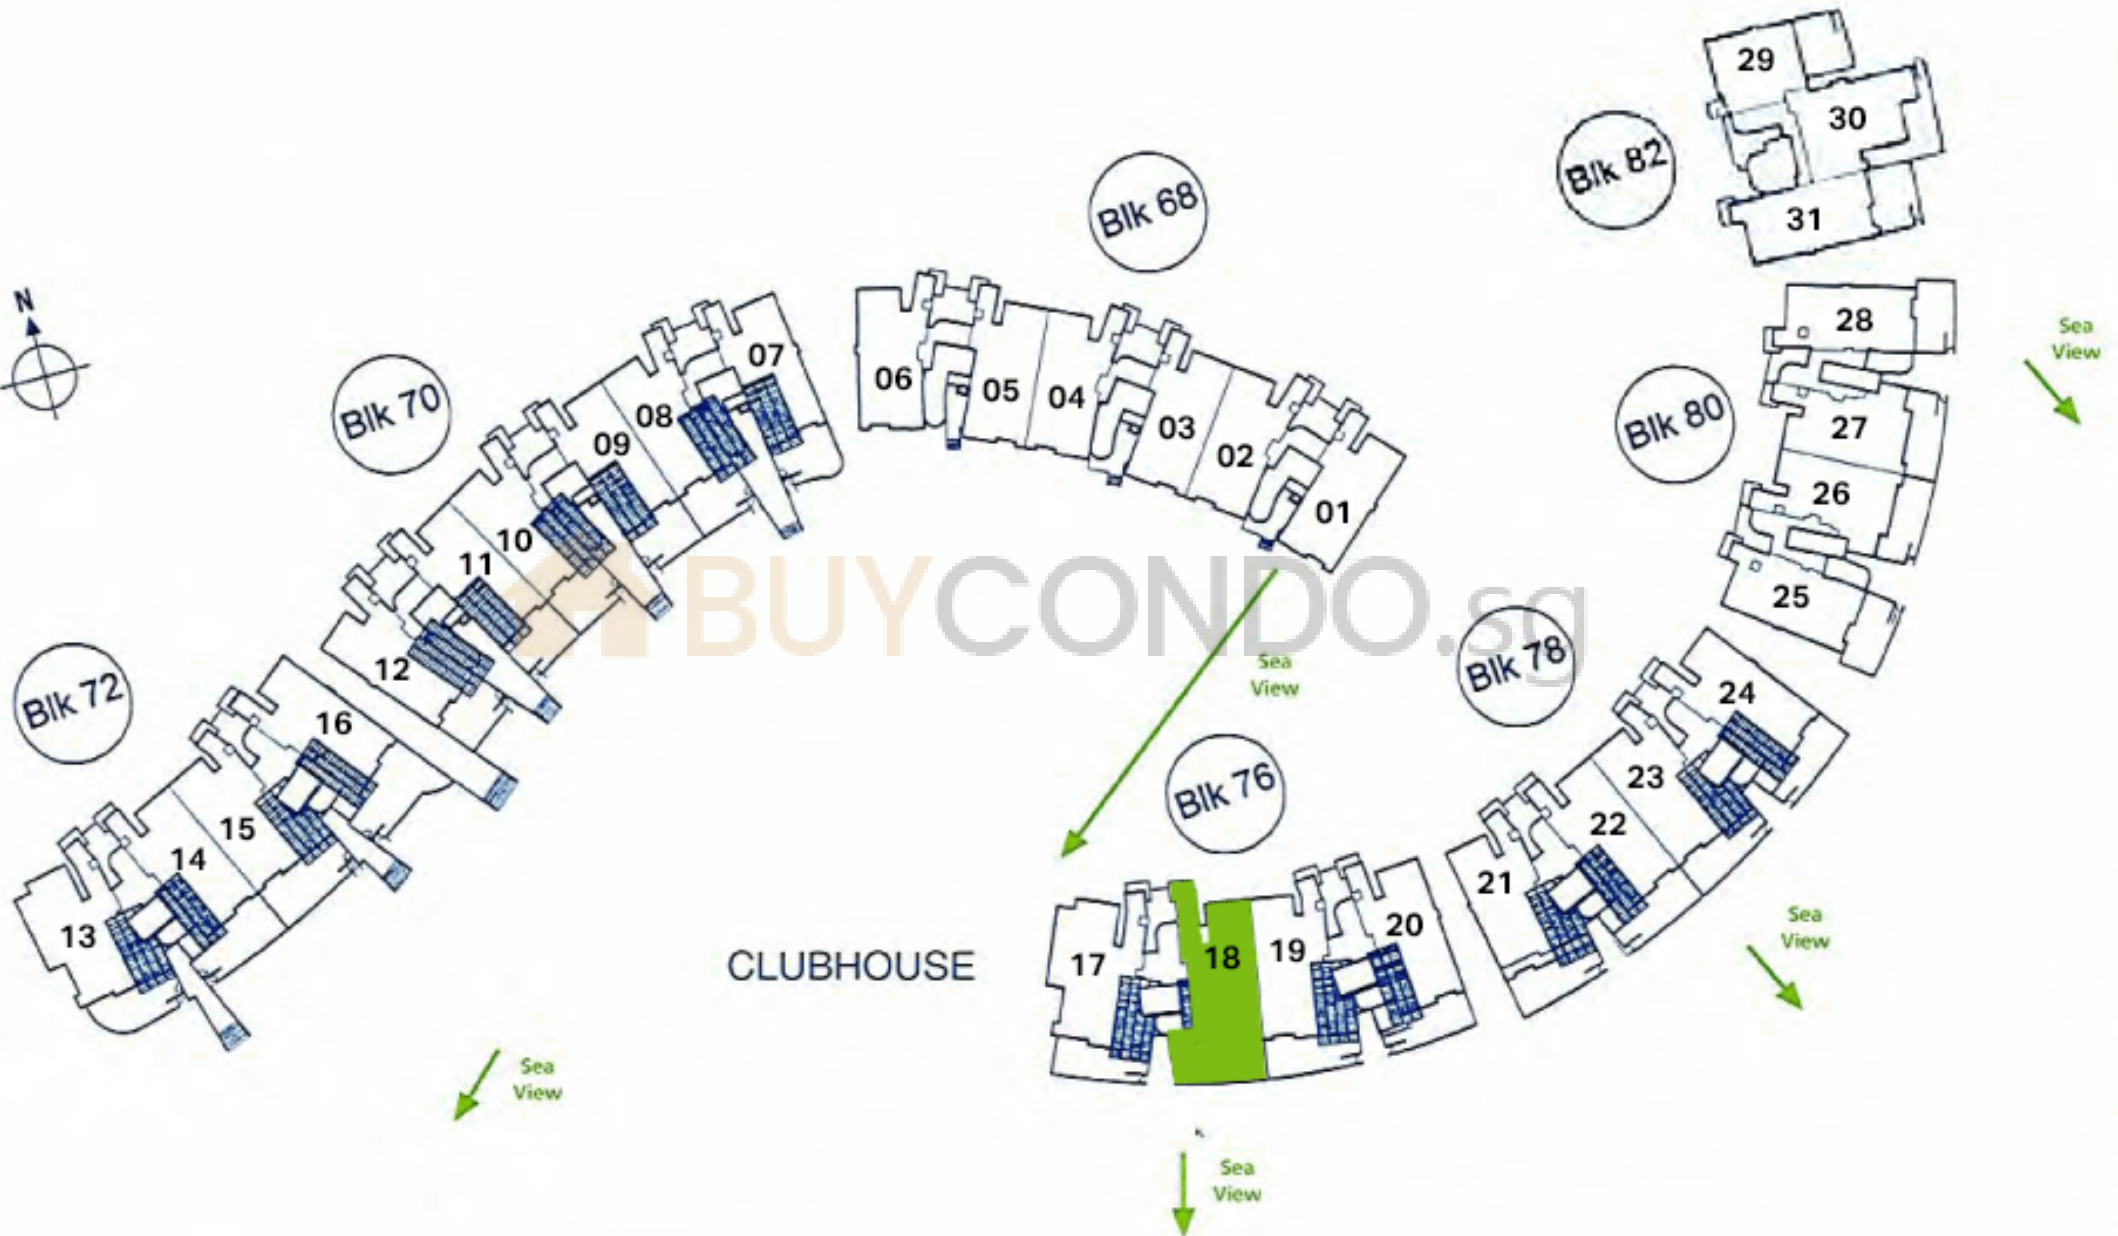 29
30
31
Blk 82
Blk 68
28
Sea
View
27
26
25
Blk 80
N
Blk 70
07
08
09
10
11
12
06
05
04
03
02
01
BUYCONDO.sg
Sea
View
Blk 78
24
23
22
21
Blk 72
16
15
14
13
Blk 76
CLUBHOUSE
17
18
19
20
Sea
View
Sea
View
Sea
View